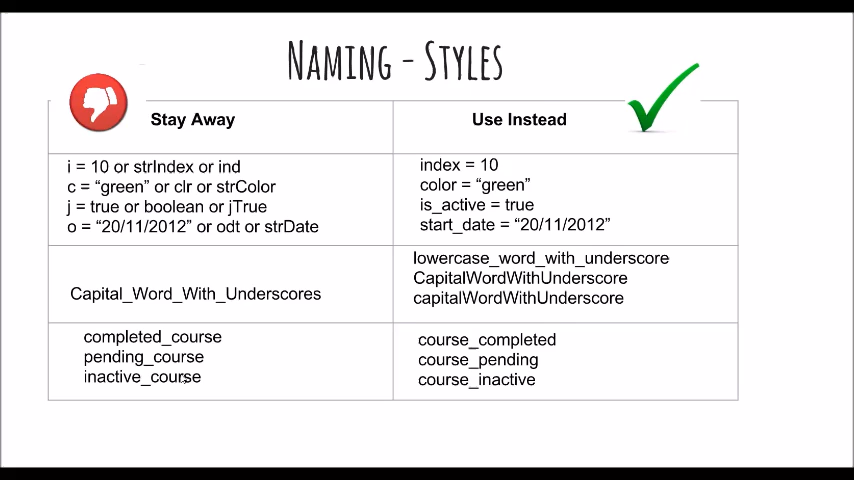 Naming - Styles
Stay Away
Use Instead
i = 10 or strIndex or ind
c = “green” or clr or strColor
j = true or boolean or jTrue
o = “20/11/2012” or odt or strDate
index = 10
color = “green”
is_active = true
start_date = “20/11/2012”
Capital_Word_With_Underscores
lowercase_word_with_underscore
CapitalWordWithUnderscore
capitalWordWithUnderscore
completed_course
pending_course
inactive_course
course_completed
course_pending
course_inactive